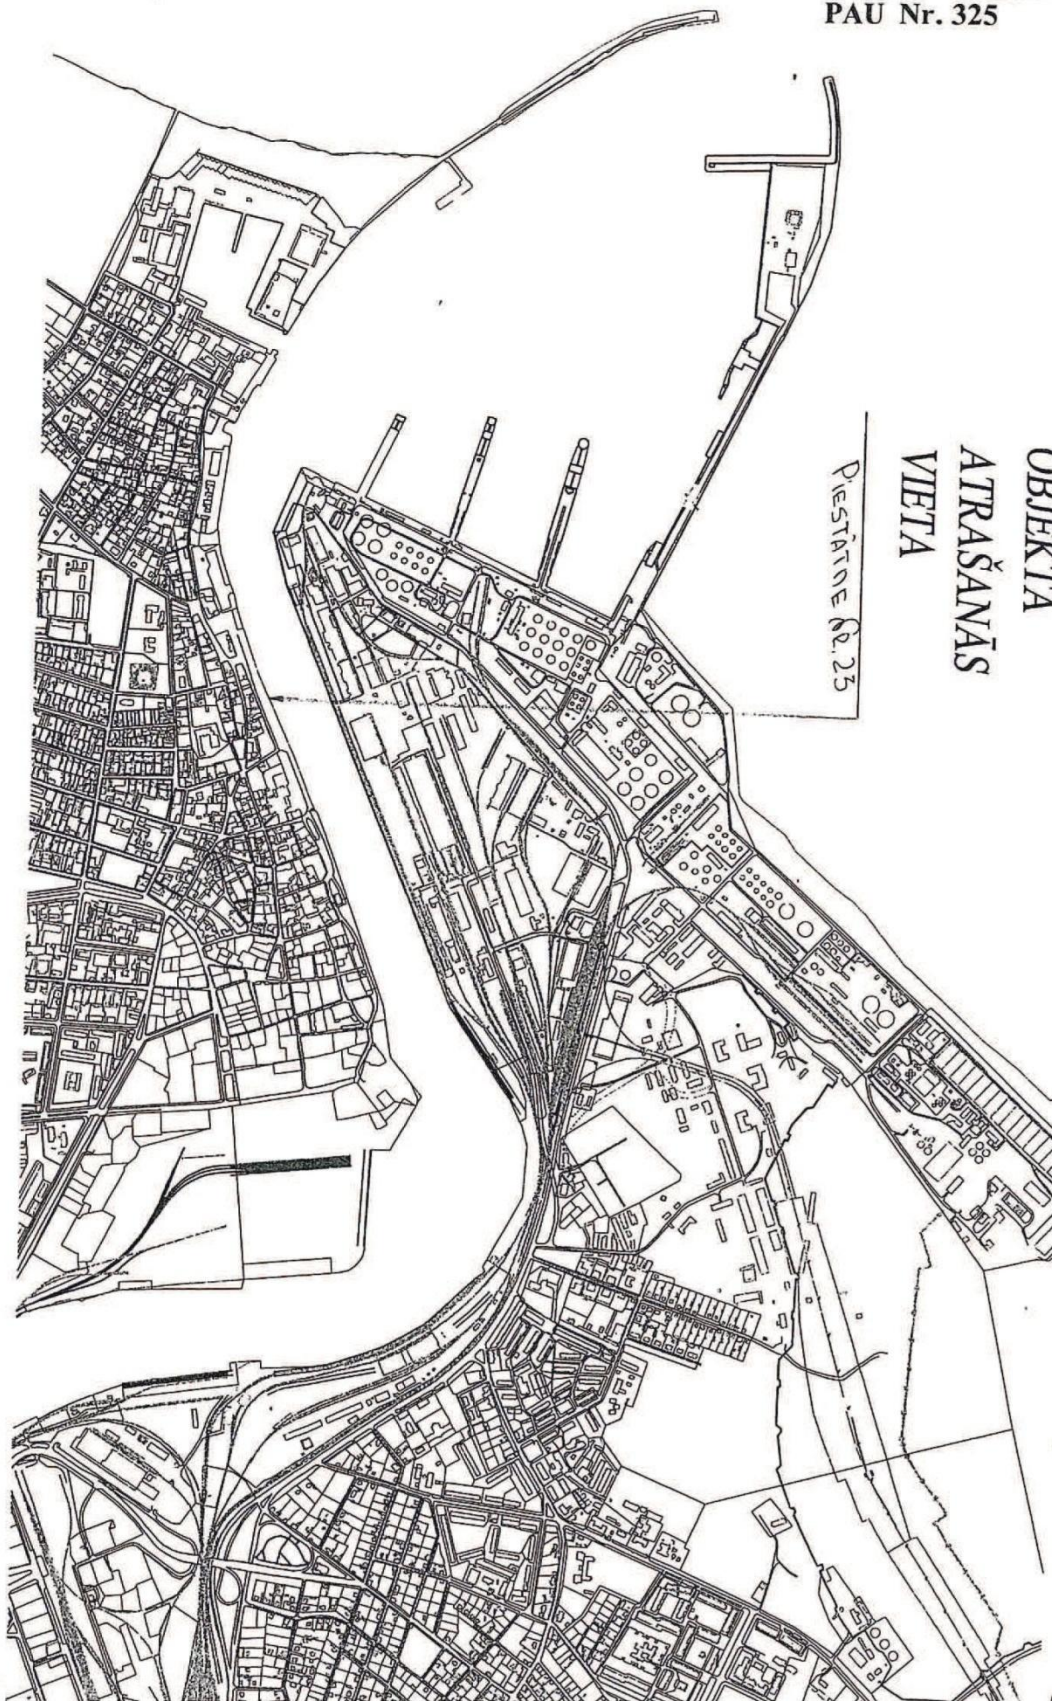 PAU Nr. 325
OBJEKTA
ATRAŠANĀS
VIETA
PIESTĀTNE NR. 23